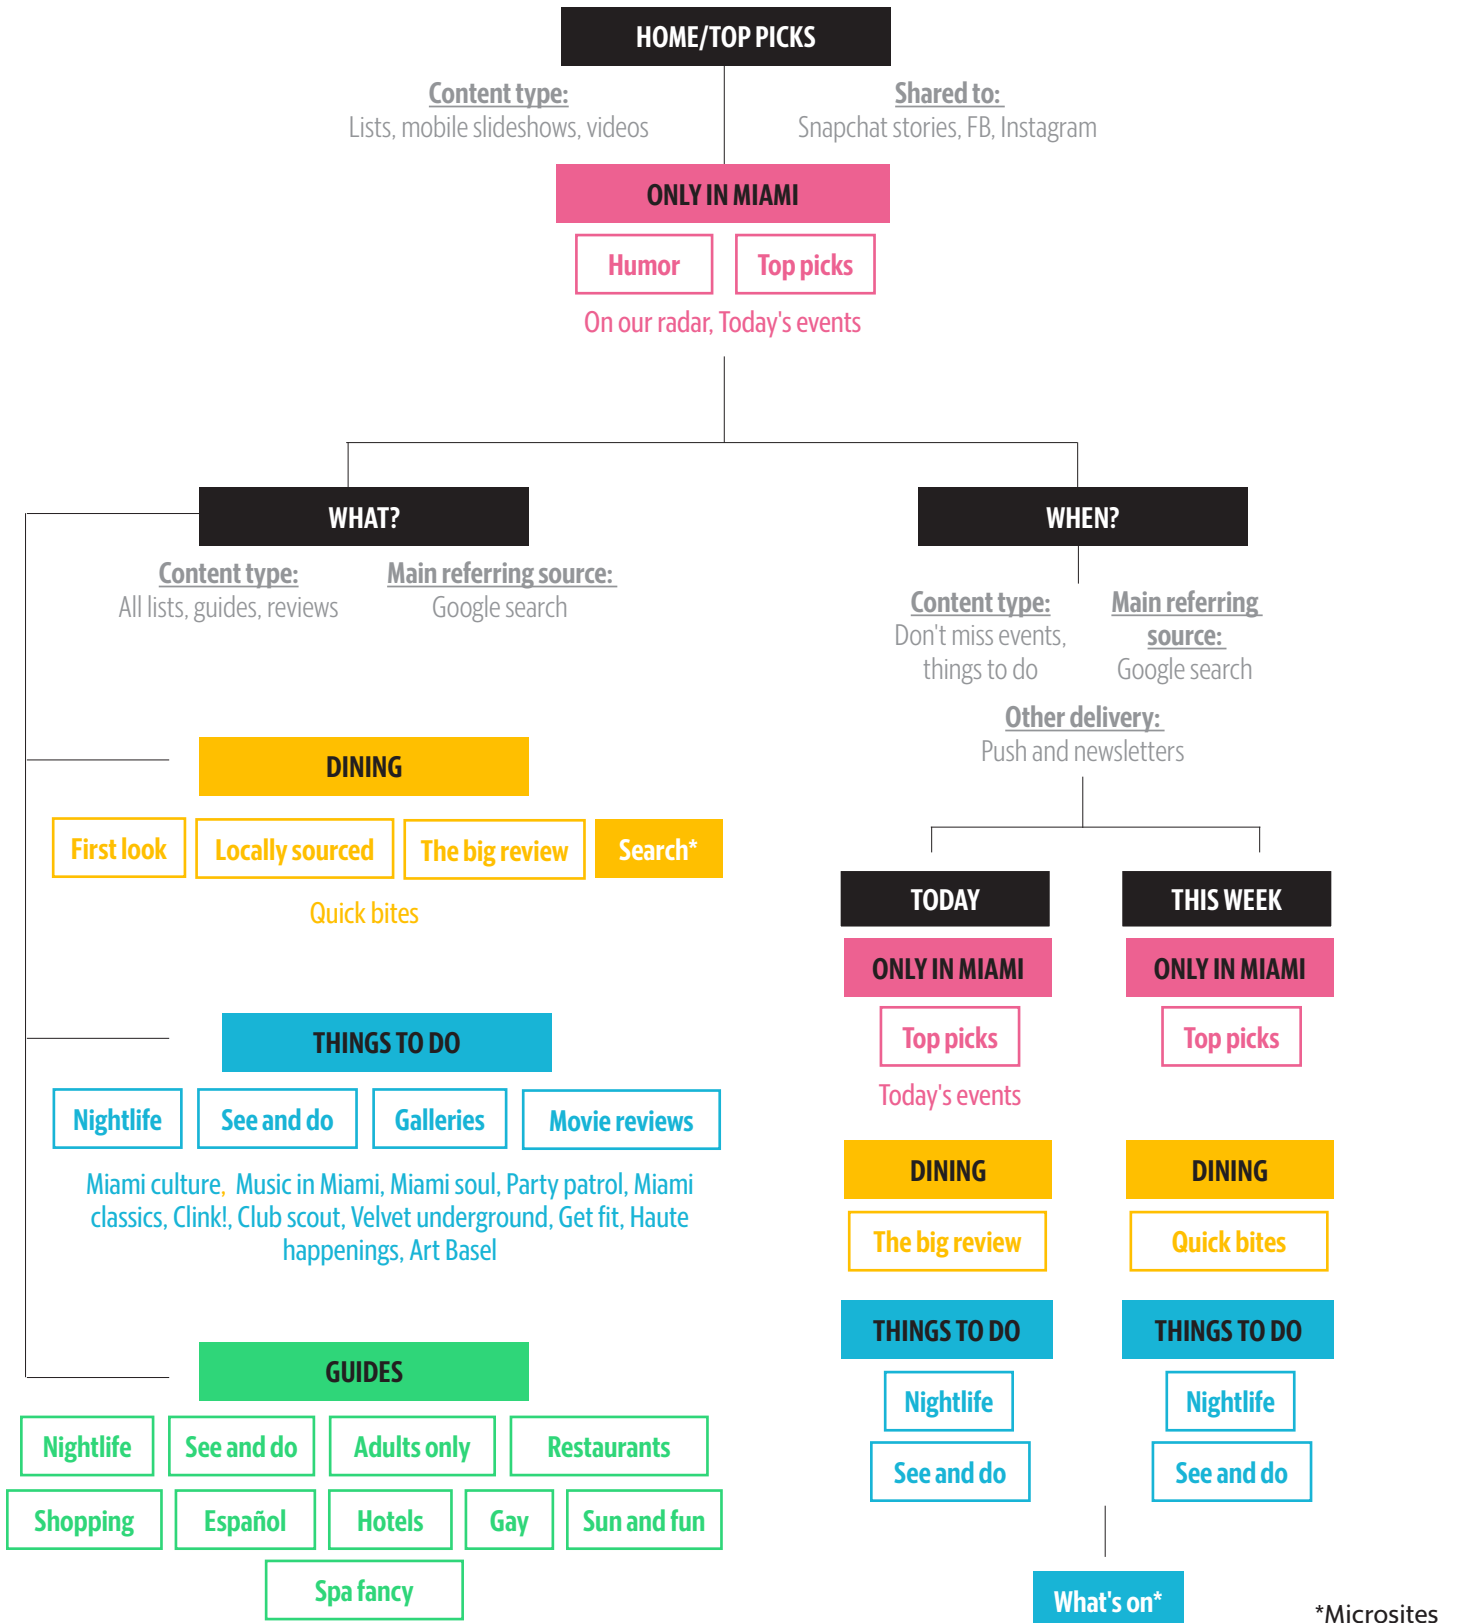 HOME/TOP PICKS
Content type:
Lists, mobile slideshows, videos
Shared to:
Snapchat stories, FB, Instagram
ONLY IN MIAMI
Humor
Top picks
On our radar, Today's events
WHAT?
Content type:
All lists, guides, reviews
Main referring source:
Google search
DINING
First look
Locally sourced
The big review
Search*
Quick bites
THINGS TO DO
Nightlife
See and do
Galleries
Movie reviews
Miami culture, Music in Miami, Miami soul, Party patrol, Miami
classics, Clink!, Club scout, Velvet underground, Get fit, Haute
happenings, Art Basel
GUIDES
Nightlife
See and do
Adults only
Restaurants
Shopping
Español
Hotels
Gay
Sun and fun
Spa fancy
WHEN?
Content type:
Don't miss events,
things to do
Main referring
source:
Google search
Other delivery:
Push and newsletters
TODAY
ONLY IN MIAMI
Top picks
Today's events
DINING
The big review
THINGS TO DO
Nightlife
See and do
THIS WEEK
ONLY IN MIAMI
Top picks
DINING
Quick bites
THINGS TO DO
Nightlife
See and do
What's on*
*Microsites